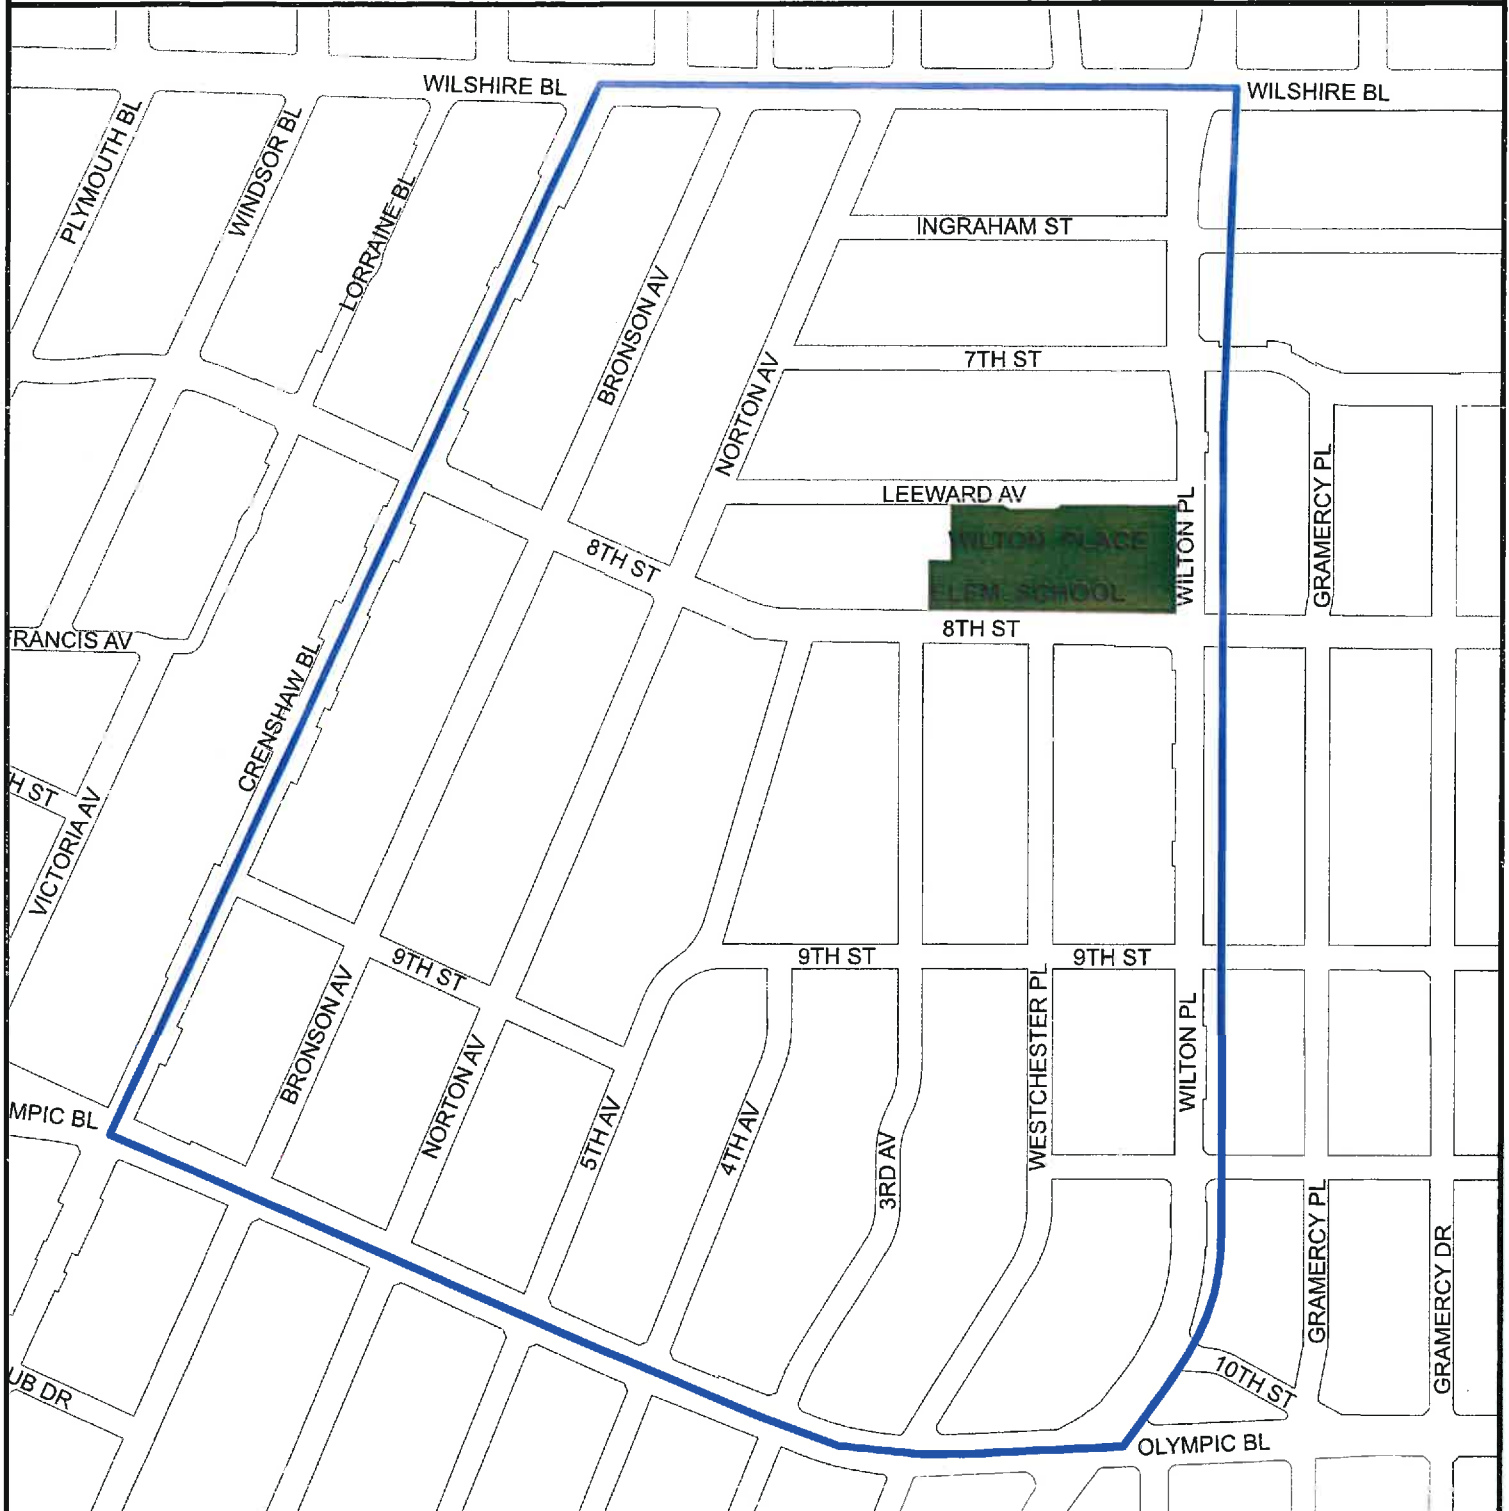 WILSHIRE BL
WILSHIRE BL
PLYMOUTH BL
WINDSOR BL
LORRAINE BL
INGRAHAM ST
BRONSON AV
7TH ST
NORTON AV
LEEWARD AV
WILTON PLACE
ELEM. SCHOOL
WILTON PL
GRAMERCY PL
8TH ST
8TH ST
RANCIS AV
CRENSHAW BL
H ST
VICTORIA AV
9TH ST
9TH ST
9TH ST
BRONSON AV
NORTON AV
5TH AV
4TH AV
3RD AV
WESTCHESTER PL
WILTON PL
MPIC BL
GRAMERCY PL
GRAMERCY DR
10TH ST
UB DR
OLYMPIC BL